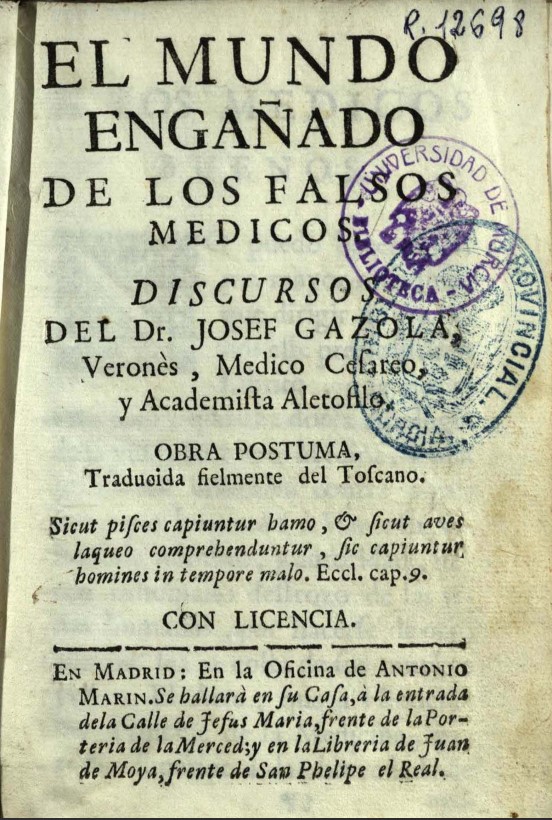 R. 12698
EL MUNDO
ENGAÑADO
DE LOS FALSOS
MEDICOS.
DISCURSOS
DEL Dr. JOSEF GAZOLA,
Veronès, Medico Ceſareo,
y Academiſta Aletofilo.
OBRA POSTUMA,
Traducida fielmente del Toſcano.
Sicut piſces capiuntur hamo, & ſicut aves
laqueo comprehenduntur, ſic capiuntur
homines in tempore malo. Eccl. cap.9.
CON LICENCIA.
EN MADRID: En la Oficina de ANTONIO
MARIN. Se hallarà en ſu Caſa, à la entrada
dela Calle de Jeſus Maria, frente de la Por-
teria de la Merced; y en la Libreria de Juan
de Moya, frente de San Phelipe el Real.
UNIVERSIDAD DE MURCIA
BIBLIOTECA
PROVINCIAL